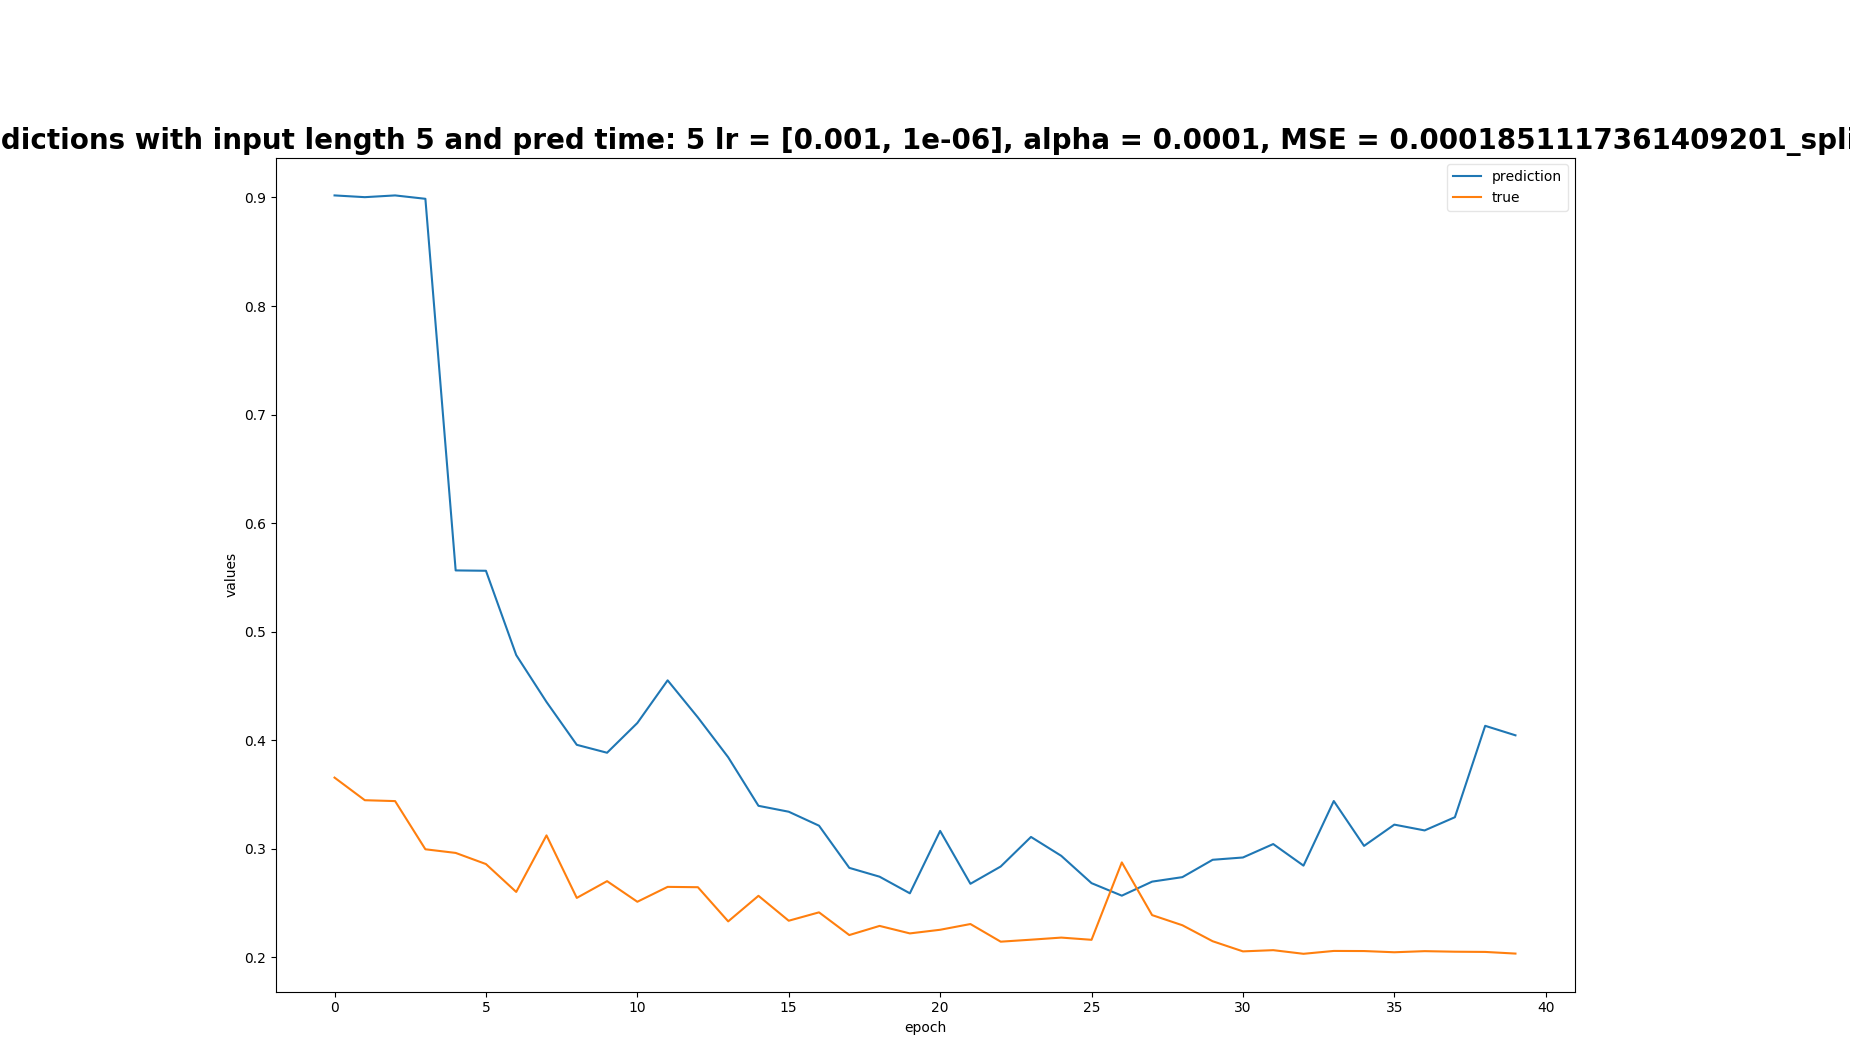 dictions with input length 5 and pred time: 5 lr = [0.001, 1e-06], alpha = 0.0001, MSE = 0.0001851117361409201_spli
prediction
true
0.9
0.8
0.7
0.6
0.5
0.4
0.3
0.2
values
0 5 10 15 20 25 30 35 40
epoch